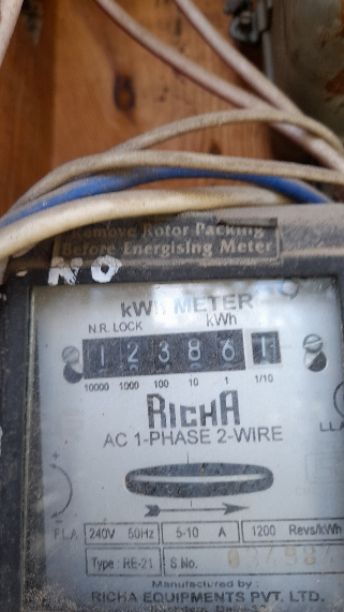 Remove Rotor Packing
Before Energising Meter
NO
kWh METER
N.R. LOCK kWh
1 2 3 8 6 1
10000 1000 100 10 1 1/10
RICHA
AC 1-PHASE 2-WIRE
F.L.A
240V 50Hz 5-10 A 1200 Revs/kWh
Type : RE-21 S.No.
Manufactured by :
RICHA EQUIPMENTS PVT. LTD.